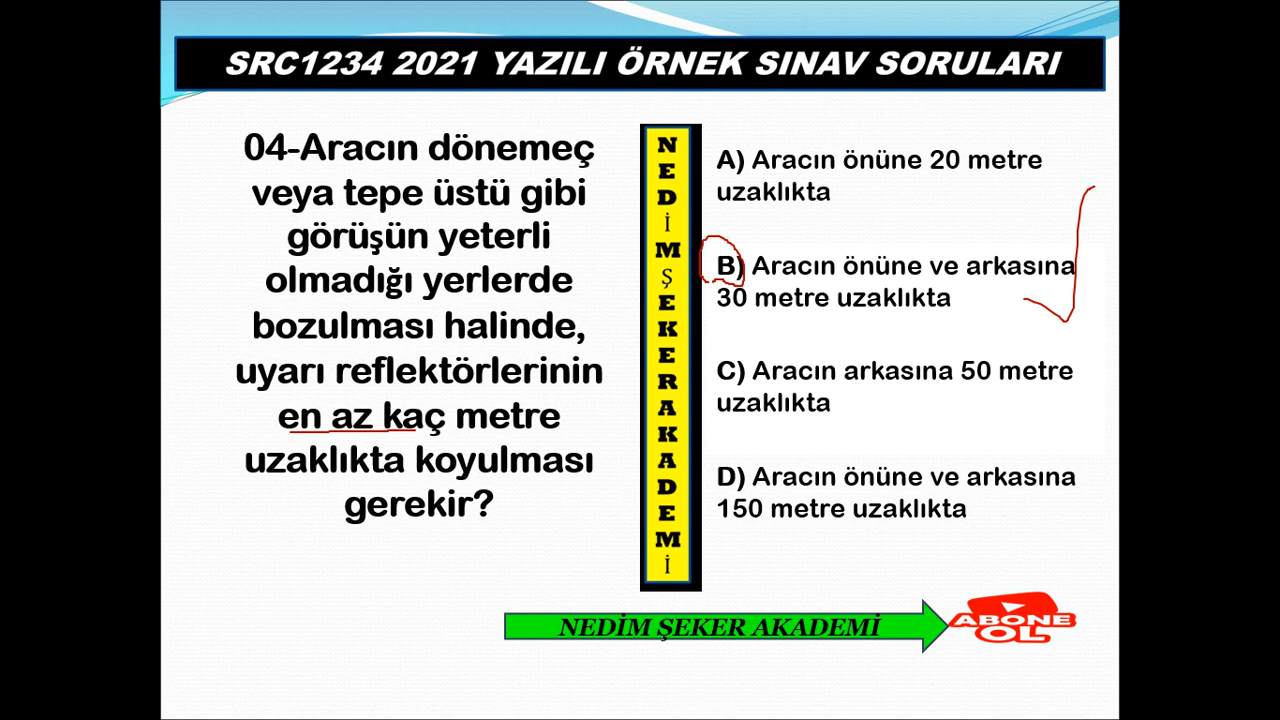 SRC1234 2021 YAZILI ÖRNEK SINAV SORULARI
04-Aracın dönemeç
veya tepe üstü gibi
görüşün yeterli
olmadığı yerlerde
bozulması halinde,
uyarı reflektörlerinin
en az kaç metre
uzaklıkta koyulması
gerekir?
NEDİMŞEKERAKADEMİ
A) Aracın önüne 20 metre
uzaklıkta
B) Aracın önüne ve arkasına
30 metre uzaklıkta
C) Aracın arkasına 50 metre
uzaklıkta
D) Aracın önüne ve arkasına
150 metre uzaklıkta
NEDİM ŞEKER AKADEMİ
ABONE
OL